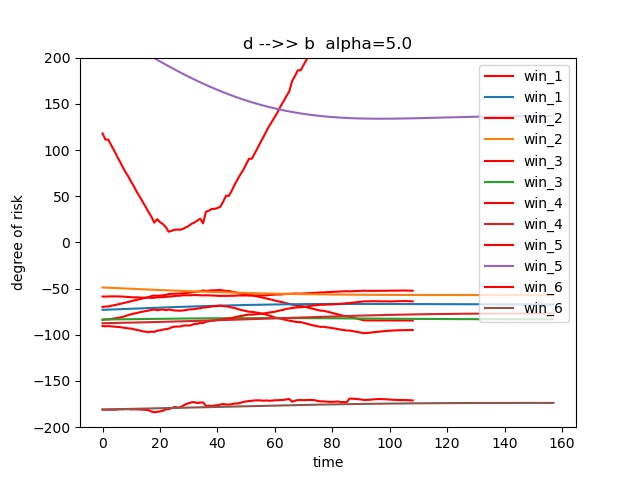 d -->> b  alpha=5.0
degree of risk
200
150
100
50
0
−50
−100
−150
−200
0 20 40 60 80 100 120 140 160
time
win_1
win_1
win_2
win_2
win_3
win_3
win_4
win_4
win_5
win_5
win_6
win_6